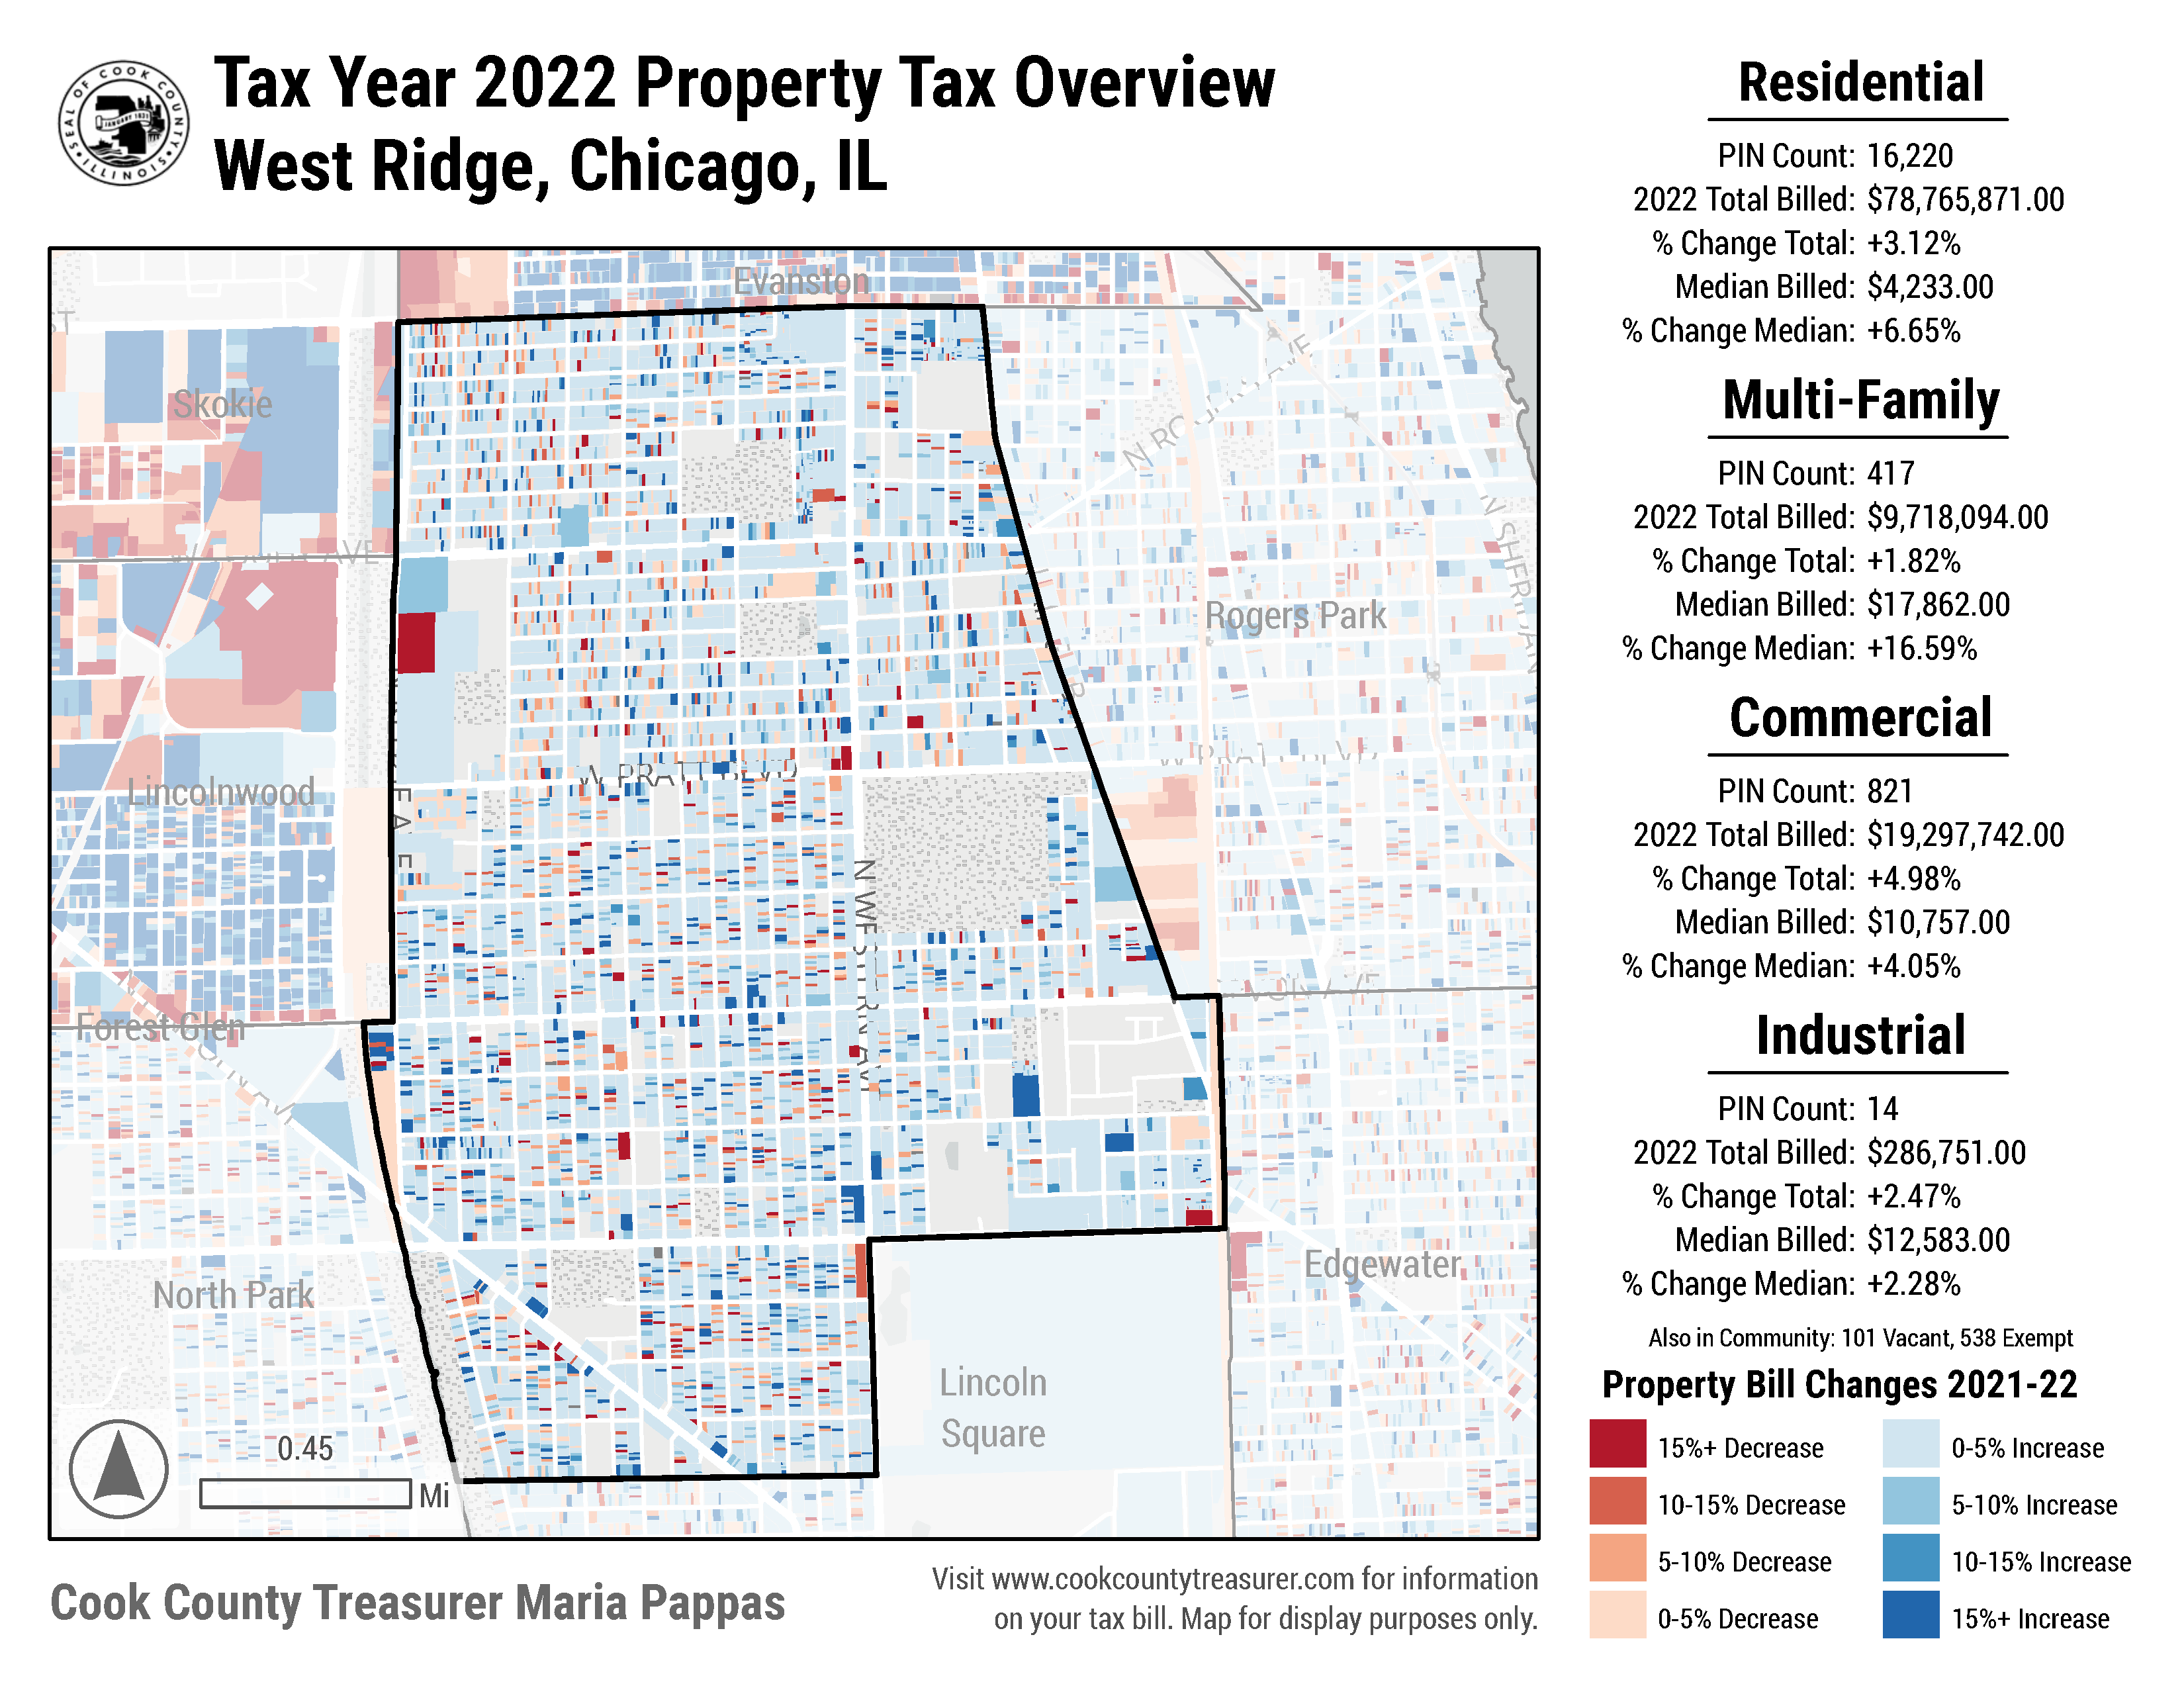 SEAL OF COOK COUNTY
ILLINOIS
JANUARY 1831
Tax Year 2022 Property Tax Overview
West Ridge, Chicago, IL
Evanston
Skokie
Rogers Park
Lincolnwood
W PRATT BLVD
W PRATT BLVD
Forest Glen
North Park
Edgewater
Lincoln
Square
0.45
Mi
Cook County Treasurer Maria Pappas
Visit www.cookcountytreasurer.com for information
on your tax bill. Map for display purposes only.
Residential
PIN Count: 16,220
2022 Total Billed: $78,765,871.00
% Change Total: +3.12%
Median Billed: $4,233.00
% Change Median: +6.65%
Multi-Family
PIN Count: 417
2022 Total Billed: $9,718,094.00
% Change Total: +1.82%
Median Billed: $17,862.00
% Change Median: +16.59%
Commercial
PIN Count: 821
2022 Total Billed: $19,297,742.00
% Change Total: +4.98%
Median Billed: $10,757.00
% Change Median: +4.05%
Industrial
PIN Count: 14
2022 Total Billed: $286,751.00
% Change Total: +2.47%
Median Billed: $12,583.00
% Change Median: +2.28%
Also in Community: 101 Vacant, 538 Exempt
Property Bill Changes 2021-22
15%+ Decrease
10-15% Decrease
5-10% Decrease
0-5% Decrease
0-5% Increase
5-10% Increase
10-15% Increase
15%+ Increase